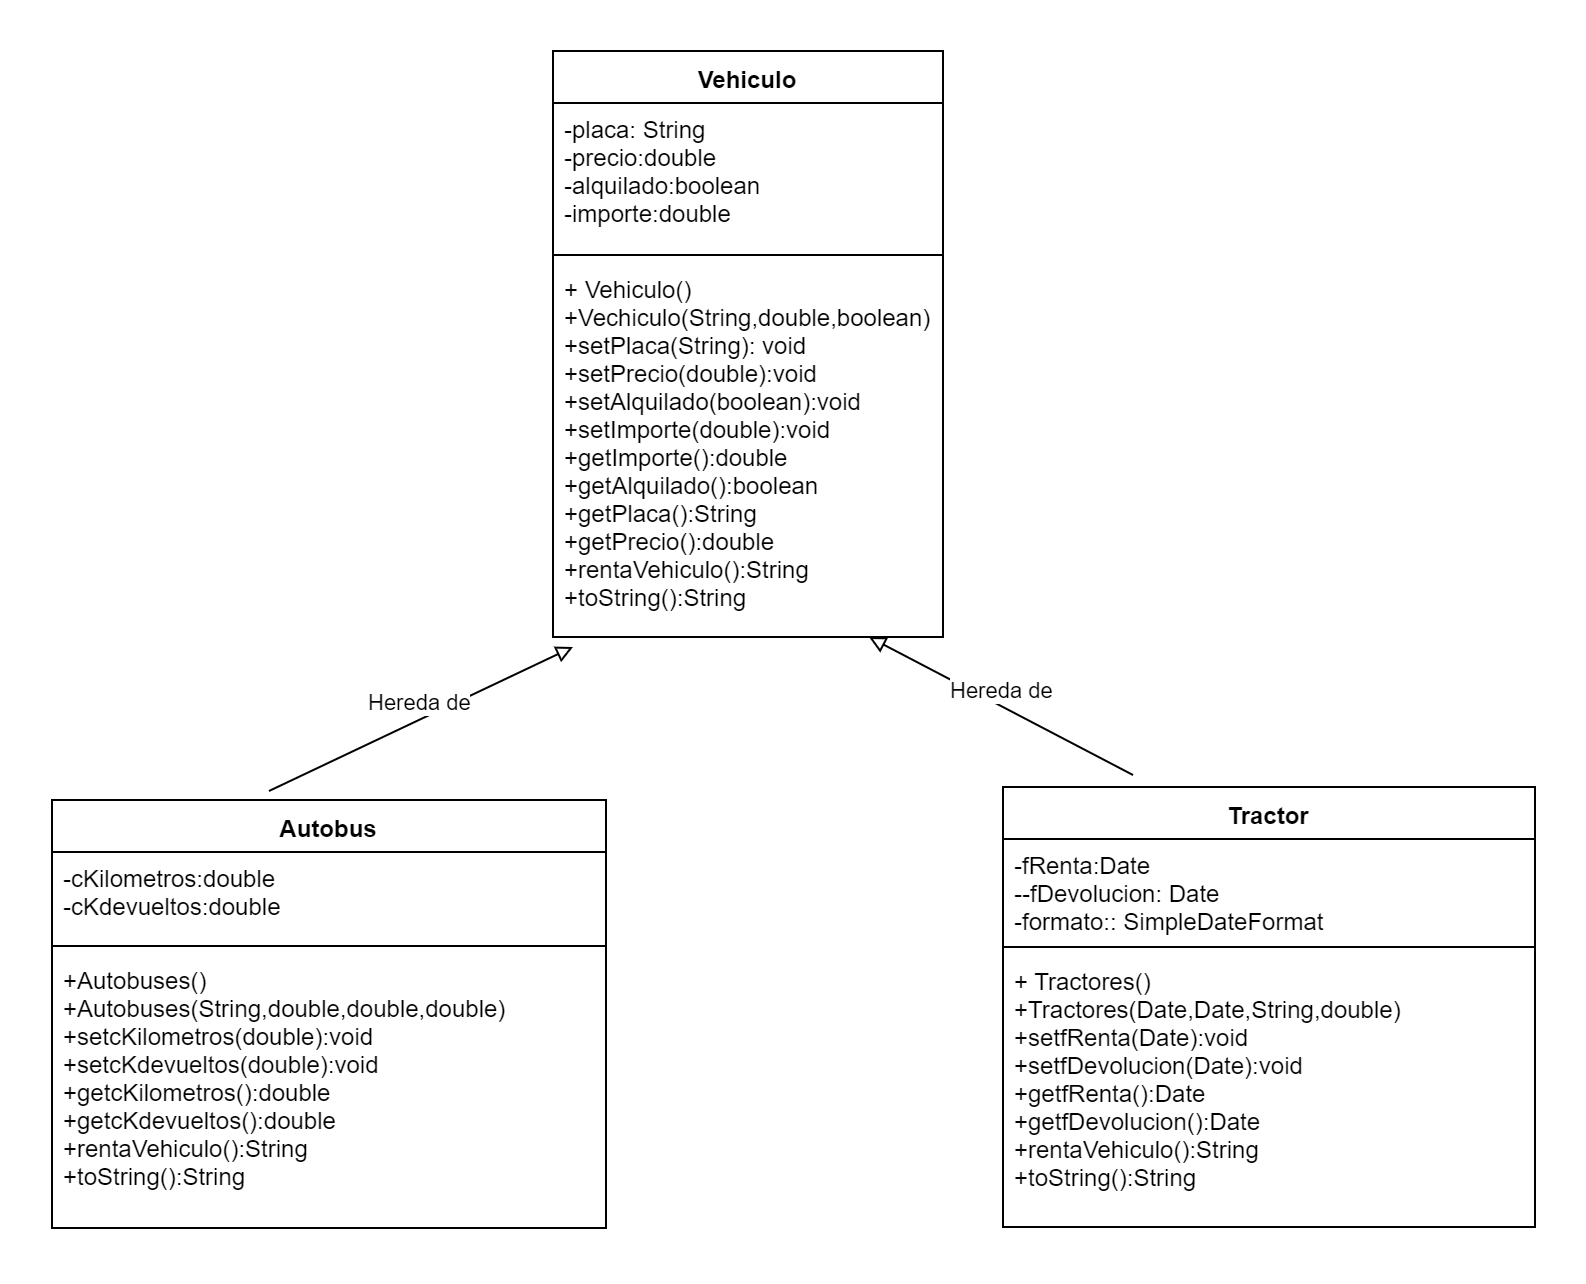 Vehiculo
-placa: String
-precio:double
-alquilado:boolean
-importe:double
+ Vehiculo()
+Vechiculo(String,double,boolean)
+setPlaca(String): void
+setPrecio(double):void
+setAlquilado(boolean):void
+setImporte(double):void
+getImporte():double
+getAlquilado():boolean
+getPlaca():String
+getPrecio():double
+rentaVehiculo():String
+toString():String
Hereda de
Hereda de
Autobus
-cKilometros:double
-cKdevueltos:double
+Autobuses()
+Autobuses(String,double,double,double)
+setcKilometros(double):void
+setcKdevueltos(double):void
+getcKilometros():double
+getcKdevueltos():double
+rentaVehiculo():String
+toString():String
Tractor
-fRenta:Date
--fDevolucion: Date
-formato:: SimpleDateFormat
+ Tractores()
+Tractores(Date,Date,String,double)
+setfRenta(Date):void
+setfDevolucion(Date):void
+getfRenta():Date
+getfDevolucion():Date
+rentaVehiculo():String
+toString():String